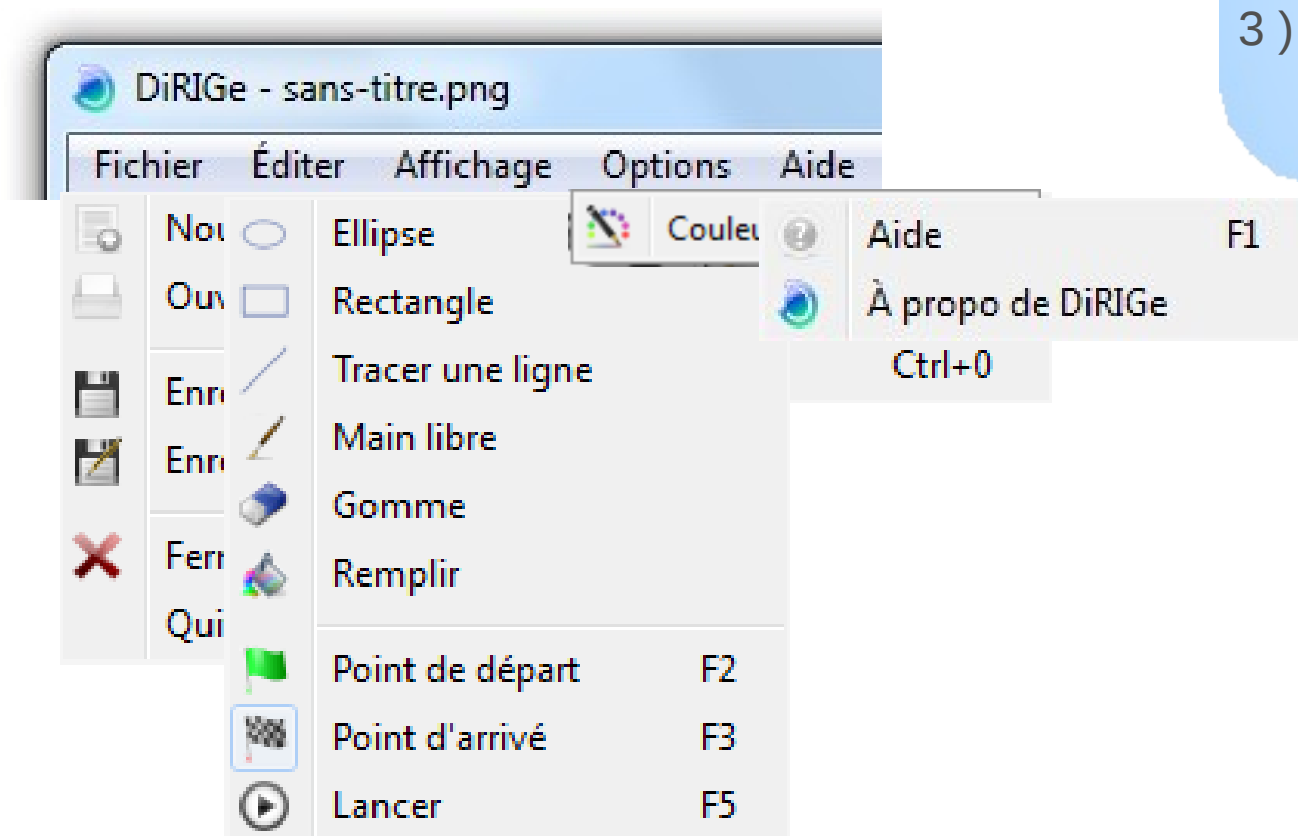 3)
DiRIGe - sans-titre.png
Fichier Éditer Affichage Options Aide
Ellipse
Rectangle
Tracer une ligne
Main libre
Gomme
Remplir
Point de départ F2
Point d'arrivé F3
Lancer F5
Aide F1
À propo de DiRIGe
Ctrl+0